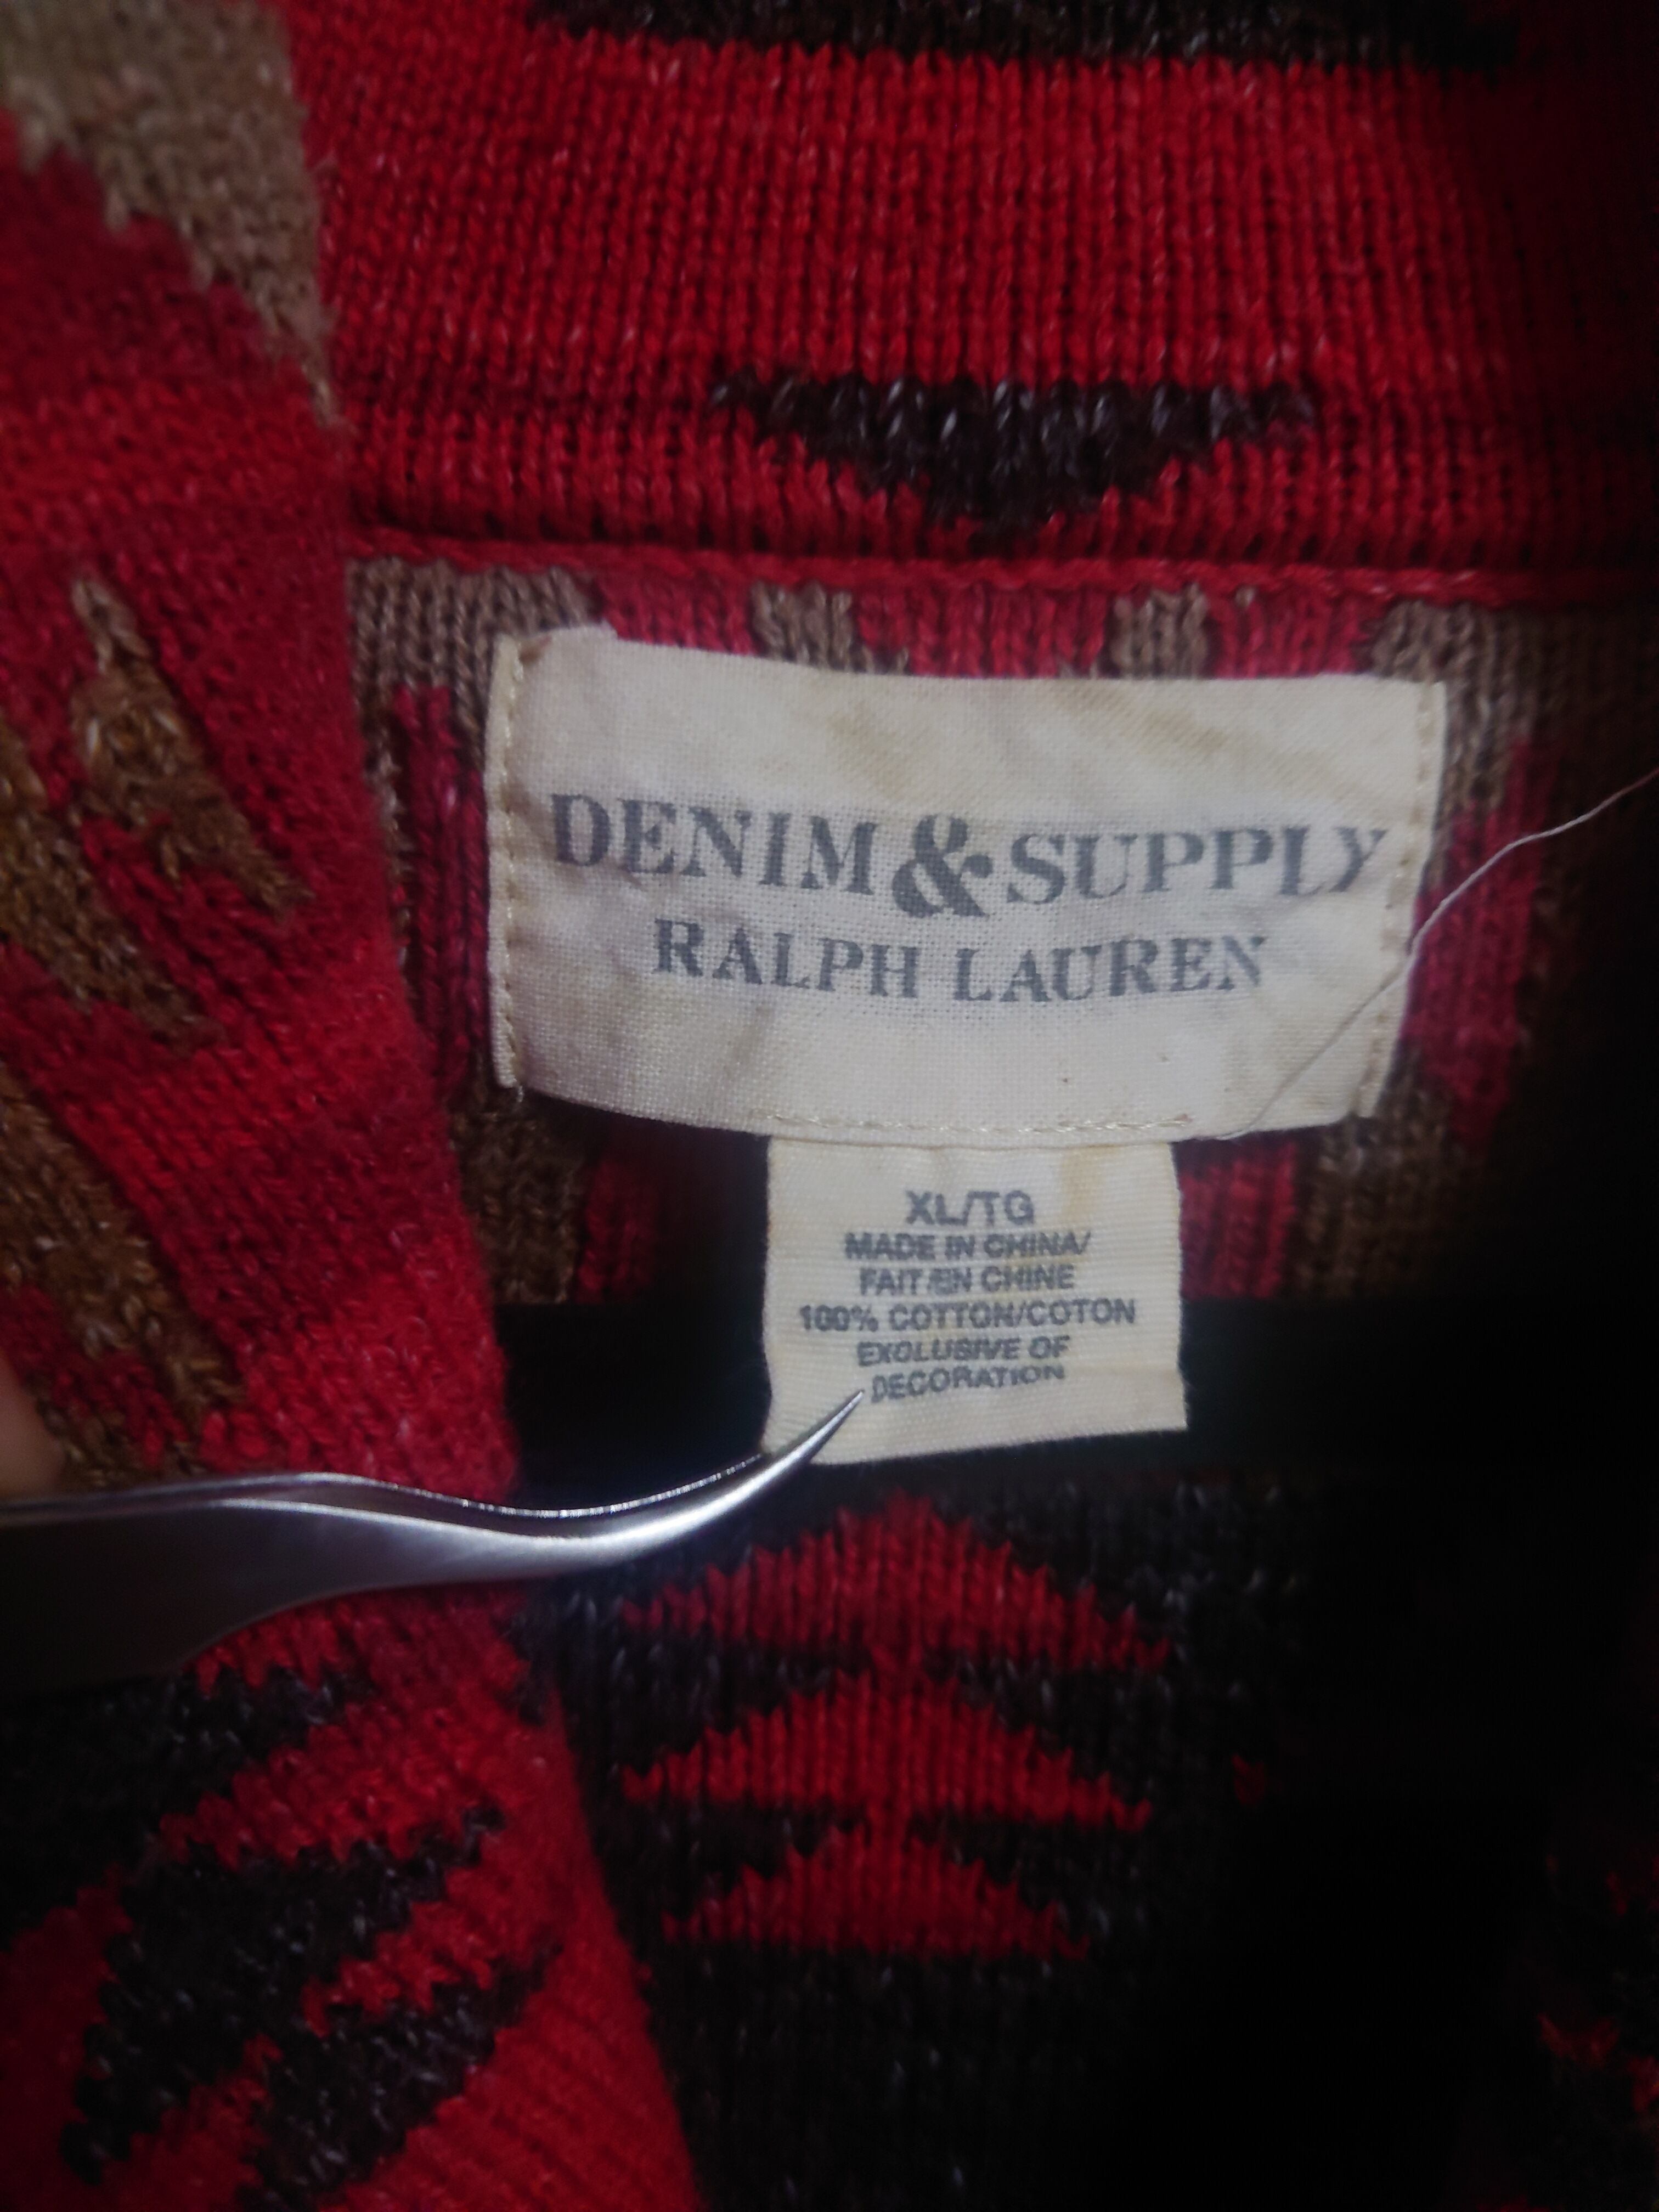 DENIM & SUPPLY
RALPH LAUREN
XL/TG
MADE IN CHINA/
FAIT EN CHINE
100% COTTON/COTON
EXCLUSIVE OF
DECORATION